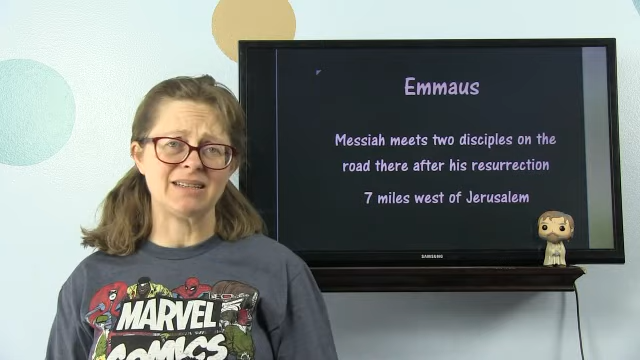 Emmaus
Messiah meets two disciples on the
road there after his resurrection
7 miles west of Jerusalem
SAMSUNG
MARVEL
COMICS